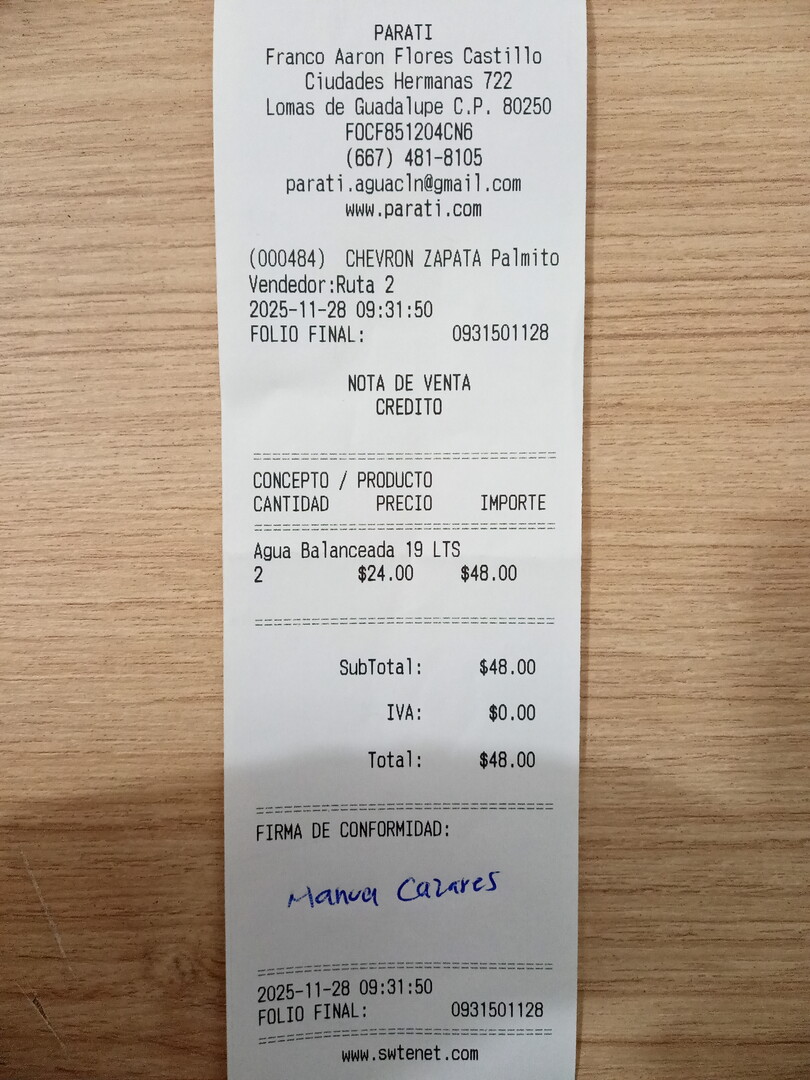 PARATI
Franco Aaron Flores Castillo
Ciudades Hermanas 722
Lomas de Guadalupe C.P. 80250
FOCF851204CN6
(667) 481-8105
parati.aguacln@gmail.com
www.parati.com
(000484) CHEVRON ZAPATA Palmito
Vendedor:Ruta 2
2025-11-28 09:31:50
FOLIO FINAL: 0931501128
NOTA DE VENTA
CREDITO
CONCEPTO / PRODUCTO
CANTIDAD PRECIO IMPORTE
Agua Balanceada 19 LTS
2 $24.00 $48.00
SubTotal: $48.00
IVA: $0.00
Total: $48.00
FIRMA DE CONFORMIDAD:
Cazares
2025-11-28 09:31:50
FOLIO FINAL: 0931501128
www.swtenet.com